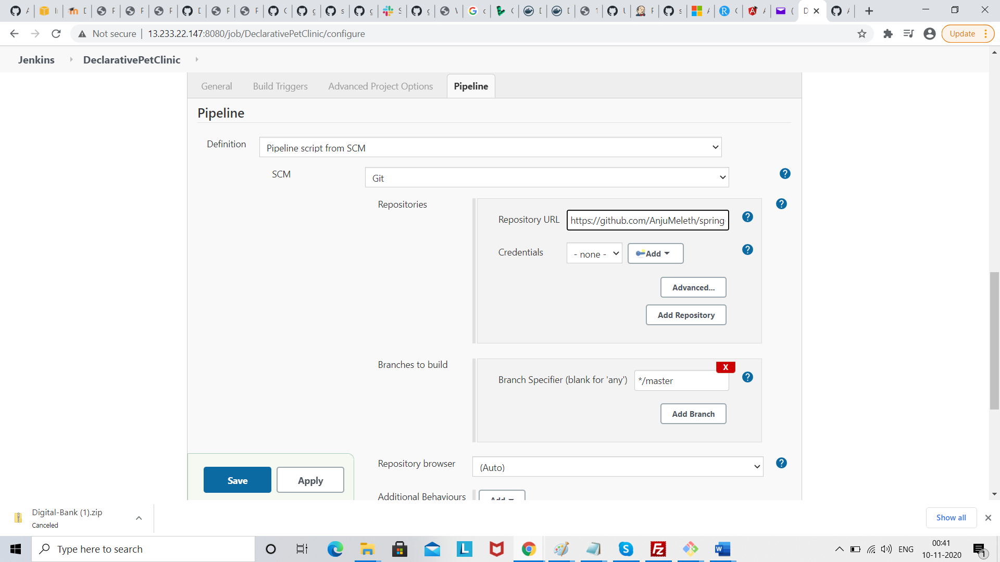 Not secure
13.233.22.147:8080/job/DeclarativePetClinic/configure
Update
Jenkins
DeclarativePetClinic
General
Build Triggers
Advanced Project Options
Pipeline
Pipeline
Definition
Pipeline script from SCM
SCM
Git
Repositories
Repository URL
https://github.com/AnjuMeleth/spring-
Credentials
- none -
Add
Advanced...
Add Repository
Branches to build
X
Branch Specifier (blank for 'any')
*/master
Add Branch
Repository browser
(Auto)
Save
Apply
Additional Behaviours
Add
Digital-Bank (1).zip
Canceled
Show all
Type here to search
ENG
00:41
10-11-2020
1